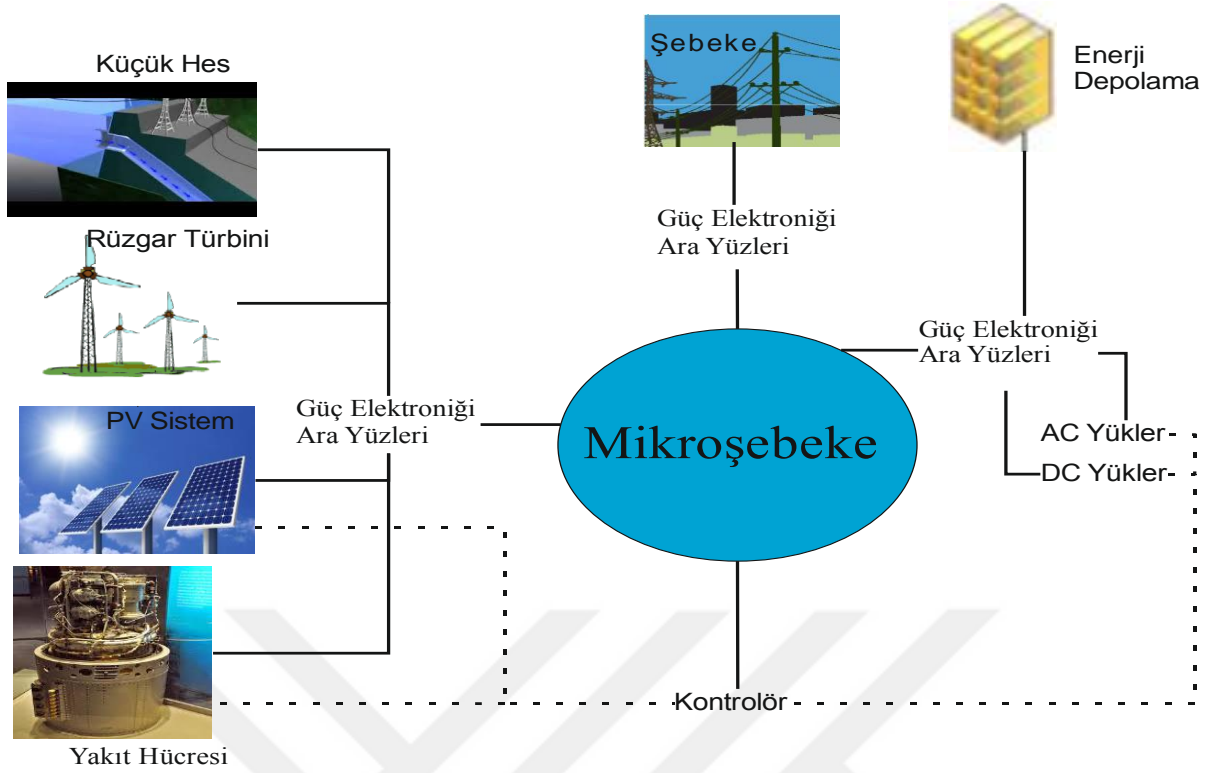 Küçük Hes
Şebeke
Enerji
Depolama
Rüzgar Türbini
Güç Elektroniği
Ara Yüzleri
Güç Elektroniği
Ara Yüzleri
PV Sistem
Güç Elektroniği
Ara Yüzleri
Mikroşebeke
AC Yükler
DC Yükler
Kontrolör
Yakıt Hücresi